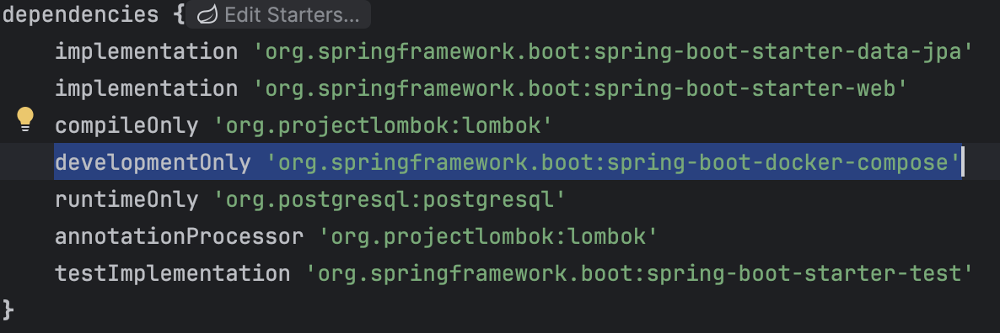 dependencies { Edit Starters...
implementation 'org.springframework.boot:spring-boot-starter-data-jpa'
implementation 'org.springframework.boot:spring-boot-starter-web'
compileOnly 'org.projectlombok:lombok'
developmentOnly 'org.springframework.boot:spring-boot-docker-compose'
runtimeOnly 'org.postgresql:postgresql'
annotationProcessor 'org.projectlombok:lombok'
testImplementation 'org.springframework.boot:spring-boot-starter-test'
}